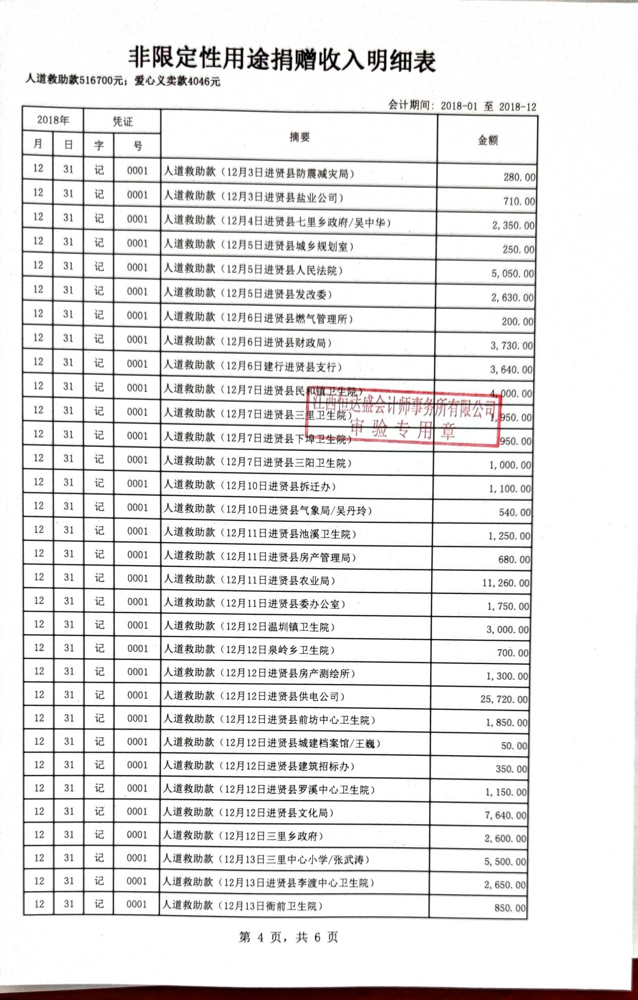 非限定性用途捐赠收入明细表
人道救助款516700元；爱心义卖款4046元
会计期间: 2018-01 至 2018-12
2018年 凭证 摘要 金额
月 日 字 号
12 31 记 0001 人道救助款（12月3日进贤县防震减灾局） 280.00
12 31 记 0001 人道救助款（12月3日进贤县盐业公司） 710.00
12 31 记 0001 人道救助款（12月4日进贤县七里乡政府/吴中华） 2,350.00
12 31 记 0001 人道救助款（12月5日进贤县城乡规划室） 250.00
12 31 记 0001 人道救助款（12月5日进贤县人民法院） 5,050.00
12 31 记 0001 人道救助款（12月5日进贤县发改委） 2,630.00
12 31 记 0001 人道救助款（12月6日进贤县燃气管理所） 200.00
12 31 记 0001 人道救助款（12月6日进贤县财政局） 3,730.00
12 31 记 0001 人道救助款（12月6日建行进贤县支行） 3,640.00
12 31 记 0001 人道救助款（12月7日进贤县民和镇卫生院） 4,000.00
江西恒达盛会计师事务所有限公司
12 31 记 0001 人道救助款（12月7日进贤县三里卫生院） 1,950.00
审验专用章
12 31 记 0001 人道救助款（12月7日进贤县下埠卫生院） 950.00
12 31 记 0001 人道救助款（12月7日进贤县三阳卫生院） 1,000.00
12 31 记 0001 人道救助款（12月10日进贤县拆迁办） 1,100.00
12 31 记 0001 人道救助款（12月10日进贤县气象局/吴丹玲） 540.00
12 31 记 0001 人道救助款（12月11日进贤县池溪卫生院） 1,250.00
12 31 记 0001 人道救助款（12月11日进贤县房产管理局） 680.00
12 31 记 0001 人道救助款（12月11日进贤县农业局） 11,260.00
12 31 记 0001 人道救助款（12月11日进贤县委办公室） 1,750.00
12 31 记 0001 人道救助款（12月12日温圳镇卫生院） 3,000.00
12 31 记 0001 人道救助款（12月12日泉岭乡卫生院） 700.00
12 31 记 0001 人道救助款（12月12日进贤县房产测绘所） 1,300.00
12 31 记 0001 人道救助款（12月12日进贤县供电公司） 25,720.00
12 31 记 0001 人道救助款（12月12日进贤县前坊中心卫生院） 1,850.00
12 31 记 0001 人道救助款（12月12日进贤县城建档案馆/王巍） 50.00
12 31 记 0001 人道救助款（12月12日进贤县建筑招标办） 350.00
12 31 记 0001 人道救助款（12月12日进贤县罗溪中心卫生院） 1,150.00
12 31 记 0001 人道救助款（12月12日进贤县文化局） 7,640.00
12 31 记 0001 人道救助款（12月12日三里乡政府） 2,600.00
12 31 记 0001 人道救助款（12月13日三里中心小学/张武涛） 5,500.00
12 31 记 0001 人道救助款（12月13日进贤县李渡中心卫生院） 2,650.00
12 31 记 0001 人道救助款（12月13日衙前卫生院） 850.00
第 4 页，共 6 页